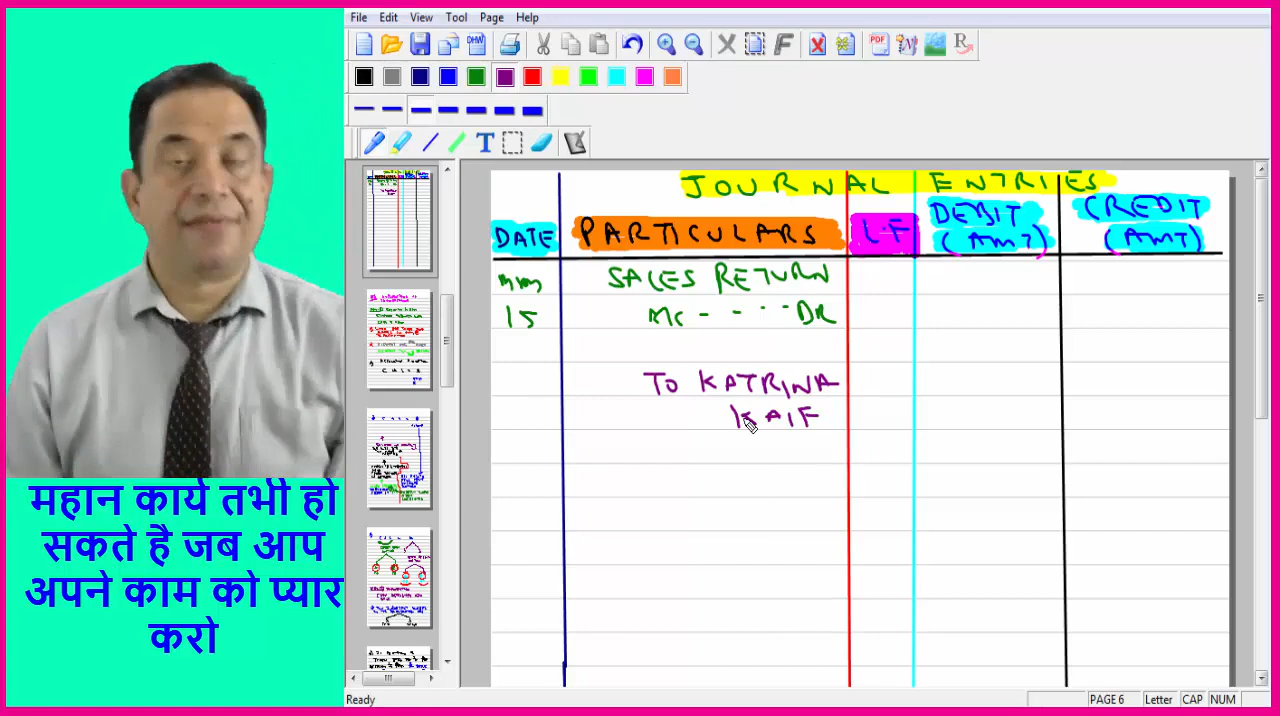 File Edit View Tool Page Help
JOURNAL ENTRIES
DATE PARTICULARS L.F DEBIT (AMT) CREDIT (AMT)
SALES RETURN
15 DR
TO KATRINA
KAIF
महान कार्य तभी हो
सकते है जब आप
अपने काम को प्यार
करो
Ready PAGE 6 Letter CAP NUM